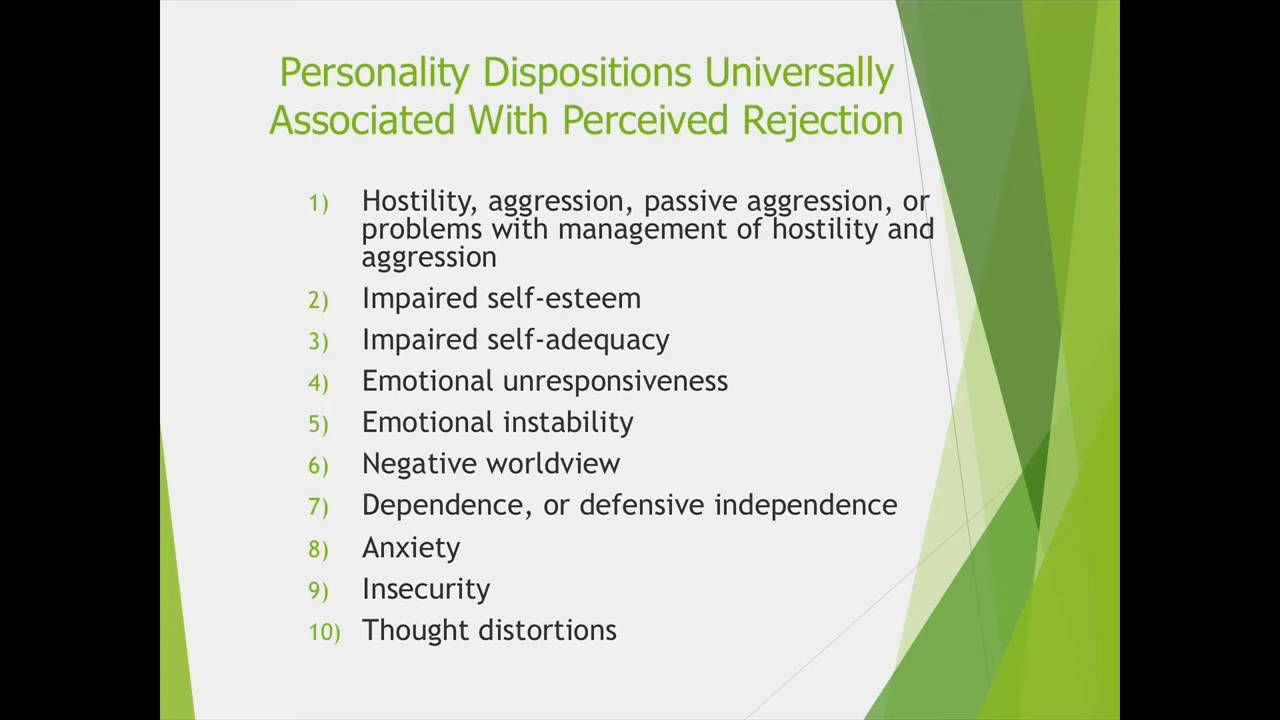 Personality Dispositions Universally
Associated With Perceived Rejection
1) Hostility, aggression, passive aggression, or
problems with management of hostility and
aggression
2) Impaired self-esteem
3) Impaired self-adequacy
4) Emotional unresponsiveness
5) Emotional instability
6) Negative worldview
7) Dependence, or defensive independence
8) Anxiety
9) Insecurity
10) Thought distortions